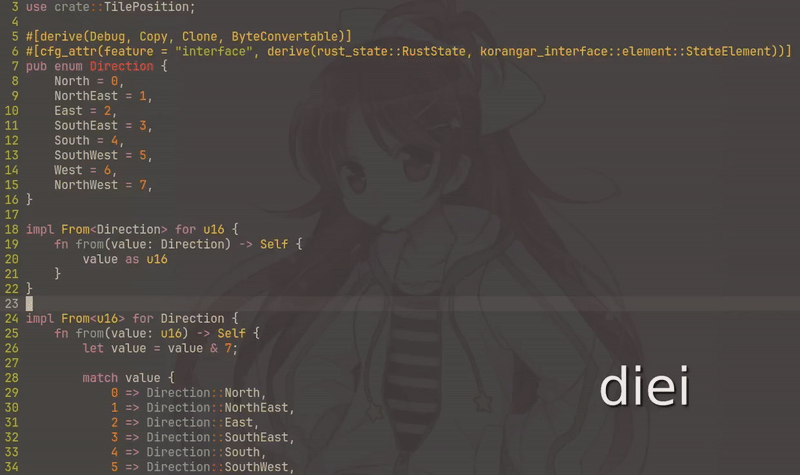 3 use crate::TilePosition;
4
5 #[derive(Debug, Copy, Clone, ByteConvertable)]
6 #[cfg_attr(feature = "interface", derive(rust_state::RustState, korangar_interface::element::StateElement))]
7 pub enum Direction {
8     North = 0,
9     NorthEast = 1,
10     East = 2,
11     SouthEast = 3,
12     South = 4,
13     SouthWest = 5,
14     West = 6,
15     NorthWest = 7,
16 }
17
18 impl From<Direction> for u16 {
19     fn from(value: Direction) -> Self {
20         value as u16
21     }
22 }
23
24 impl From<u16> for Direction {
25     fn from(value: u16) -> Self {
26         let value = value & 7;
27
28         match value {
29             0 => Direction::North,
30             1 => Direction::NorthEast,
31             2 => Direction::East,
32             3 => Direction::SouthEast,
33             4 => Direction::South,
34             5 => Direction::SouthWest,
diei